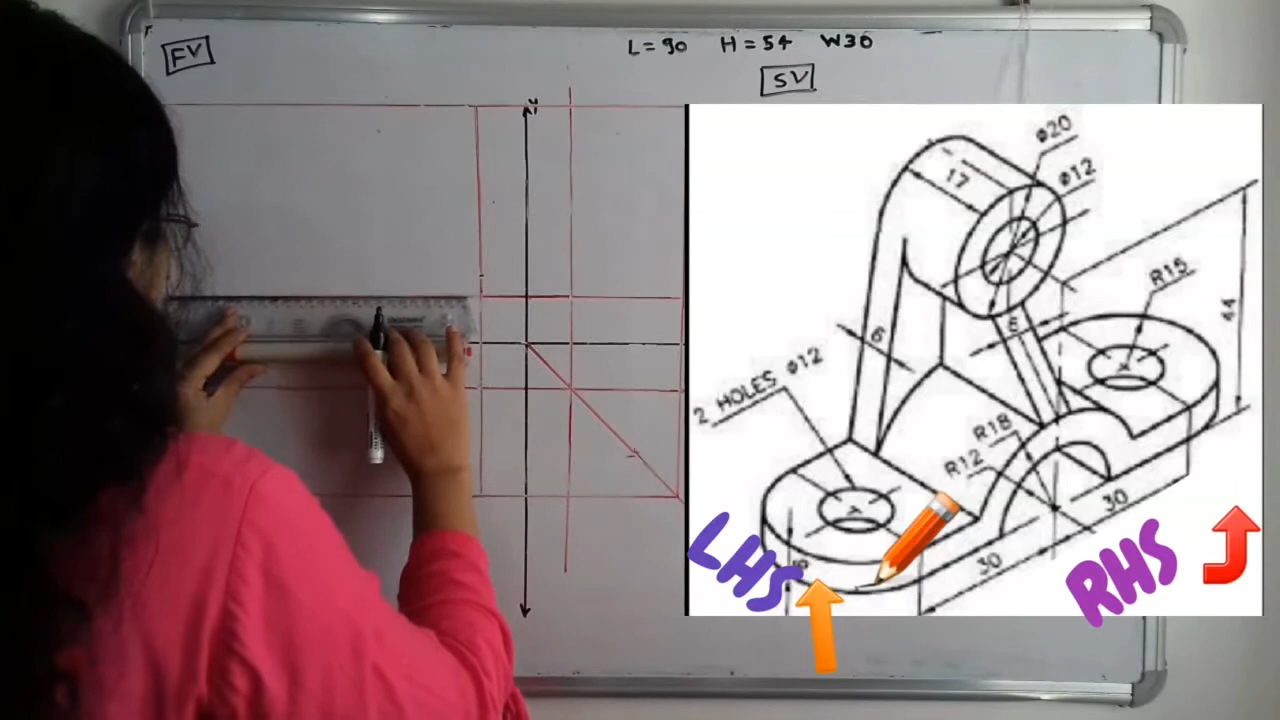 FV
L=90 H=54 W30
SV
Y
ø20
ø12
17
R15
44
8
6
2 HOLES ø12
R18
R12
30
30
LHS
RHS